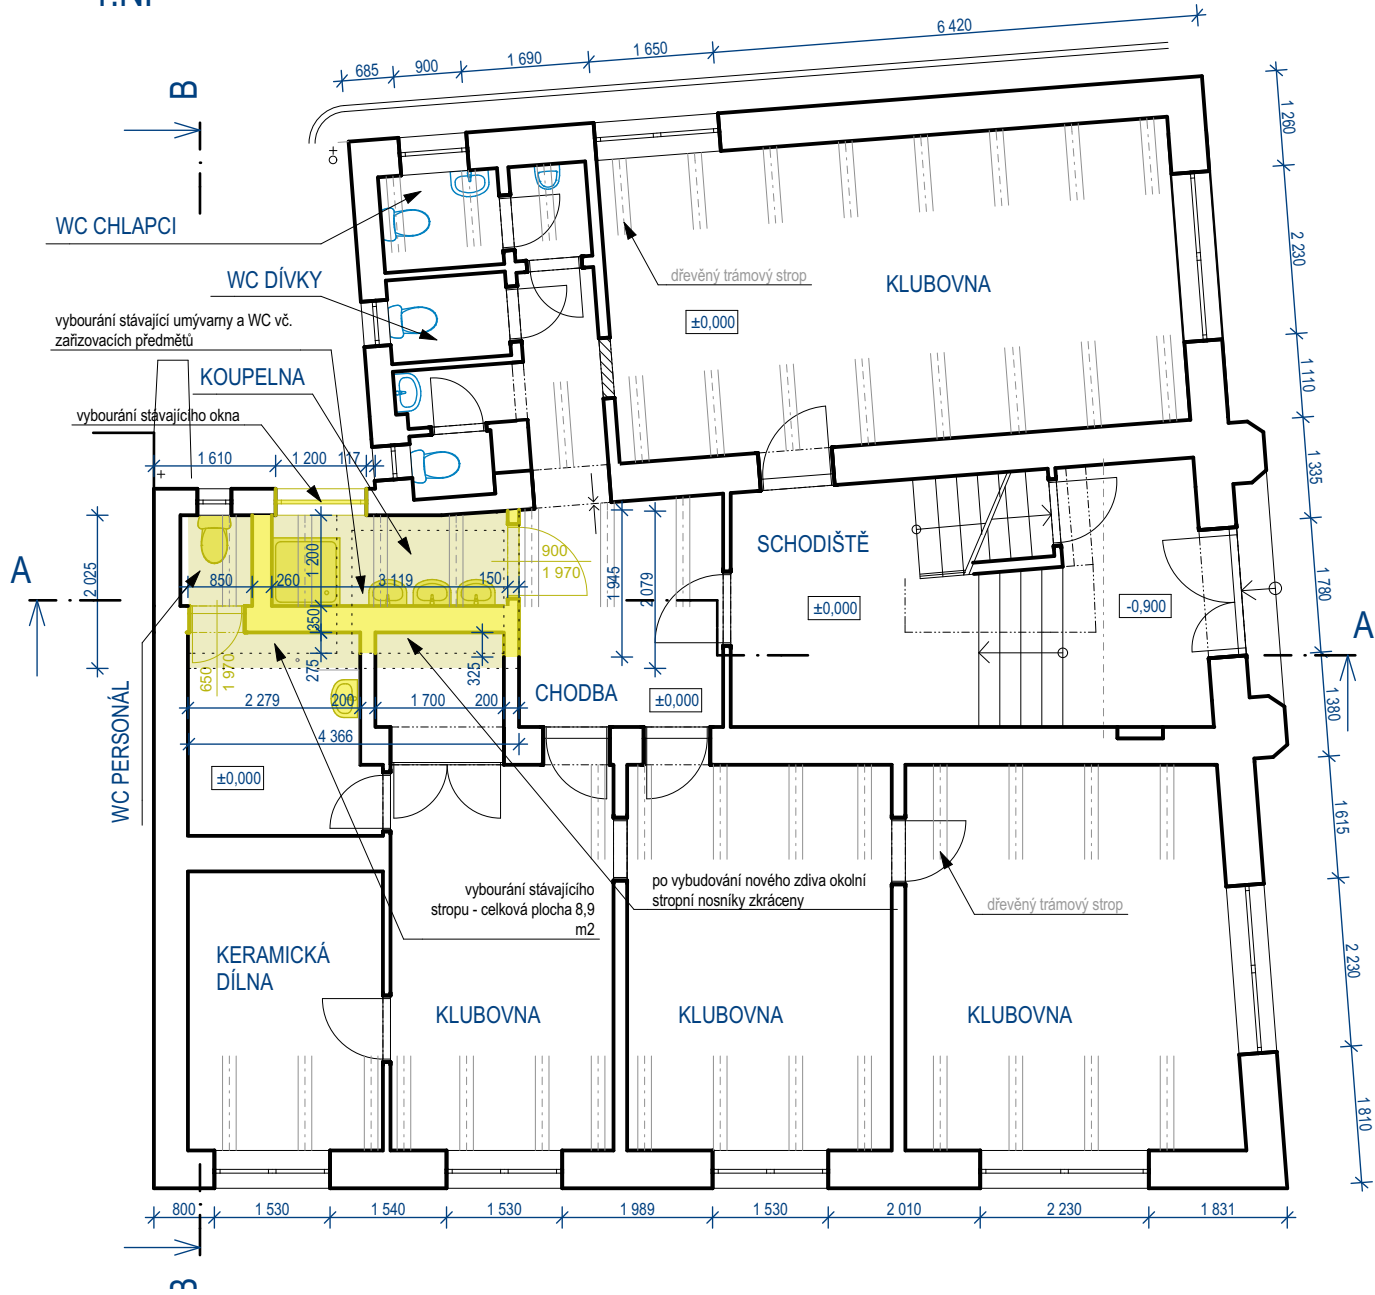 6 420
1 650
1 690
900
685
B
1 260
WC CHLAPCI
WC DÍVKY
dřevěný trámový strop
KLUBOVNA
2 230
±0,000
vybourání stávající umývarny a WC vč.
zařizovacích předmětů
KOUPELNA
1 110
vybourání stávajícího okna
1 610
1 200
117
1 335
SCHODIŠTĚ
A
2 025
1 200
900
1 970
850
260
3 119
150
1 945
2 079
±0,000
-0,900
1 780
A
350
275
325
650
1 970
WC PERSONÁL
2 279
200
1 700
200
CHODBA
±0,000
1 380
4 366
±0,000
1 615
vybourání stávajícího
stropu - celková plocha 8,9
m2
po vybudování nového zdiva okolní
stropní nosníky zkráceny
dřevěný trámový strop
KERAMICKÁ
DÍLNA
2 230
KLUBOVNA
KLUBOVNA
KLUBOVNA
1 810
800
1 530
1 540
1 530
1 989
1 530
2 010
2 230
1 831